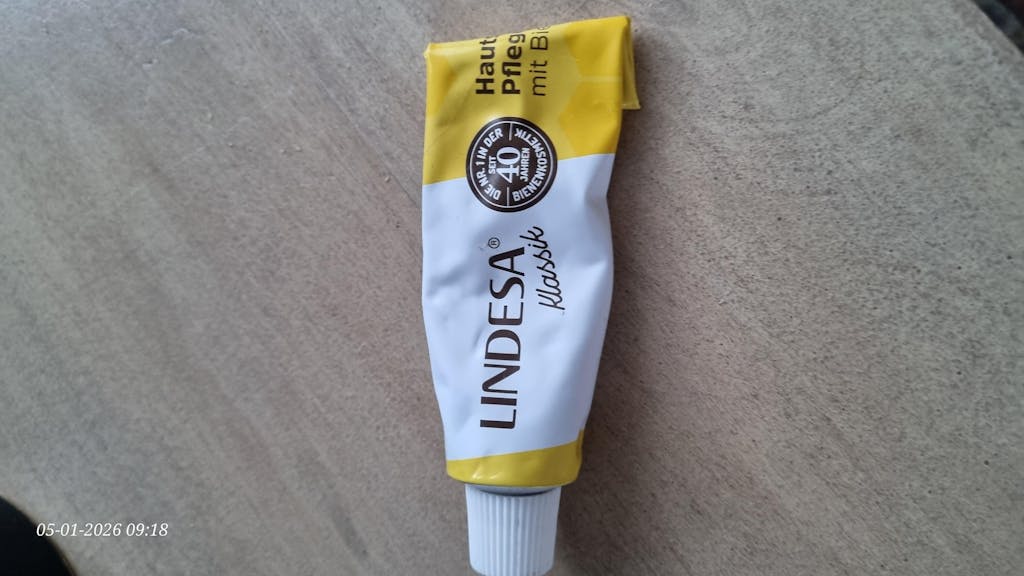 LINDESA®
klassik
DIE NR. 1 IN DER
SEIT
40
JAHREN
BIENENKOSMETIK
Haut
Pfleg
mit Bi
05-01-2026 09:18